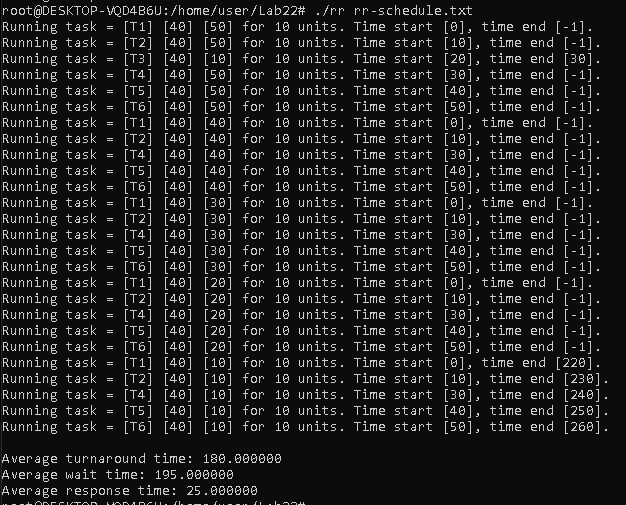 root@DESKTOP-VQD4B6U:/home/user/Lab22# ./rr rr-schedule.txt
Running task = [T1] [40] [50] for 10 units. Time start [0], time end [-1].
Running task = [T2] [40] [50] for 10 units. Time start [10], time end [-1].
Running task = [T3] [40] [10] for 10 units. Time start [20], time end [30].
Running task = [T4] [40] [50] for 10 units. Time start [30], time end [-1].
Running task = [T5] [40] [50] for 10 units. Time start [40], time end [-1].
Running task = [T6] [40] [50] for 10 units. Time start [50], time end [-1].
Running task = [T1] [40] [40] for 10 units. Time start [0], time end [-1].
Running task = [T2] [40] [40] for 10 units. Time start [10], time end [-1].
Running task = [T4] [40] [40] for 10 units. Time start [30], time end [-1].
Running task = [T5] [40] [40] for 10 units. Time start [40], time end [-1].
Running task = [T6] [40] [40] for 10 units. Time start [50], time end [-1].
Running task = [T1] [40] [30] for 10 units. Time start [0], time end [-1].
Running task = [T2] [40] [30] for 10 units. Time start [10], time end [-1].
Running task = [T4] [40] [30] for 10 units. Time start [30], time end [-1].
Running task = [T5] [40] [30] for 10 units. Time start [40], time end [-1].
Running task = [T6] [40] [30] for 10 units. Time start [50], time end [-1].
Running task = [T1] [40] [20] for 10 units. Time start [0], time end [-1].
Running task = [T2] [40] [20] for 10 units. Time start [10], time end [-1].
Running task = [T4] [40] [20] for 10 units. Time start [30], time end [-1].
Running task = [T5] [40] [20] for 10 units. Time start [40], time end [-1].
Running task = [T6] [40] [20] for 10 units. Time start [50], time end [-1].
Running task = [T1] [40] [10] for 10 units. Time start [0], time end [220].
Running task = [T2] [40] [10] for 10 units. Time start [10], time end [230].
Running task = [T4] [40] [10] for 10 units. Time start [30], time end [240].
Running task = [T5] [40] [10] for 10 units. Time start [40], time end [250].
Running task = [T6] [40] [10] for 10 units. Time start [50], time end [260].
Average turnaround time: 180.000000
Average wait time: 195.000000
Average response time: 25.000000
root@DESKTOP-VQD4B6U:/home/user/Lab22#